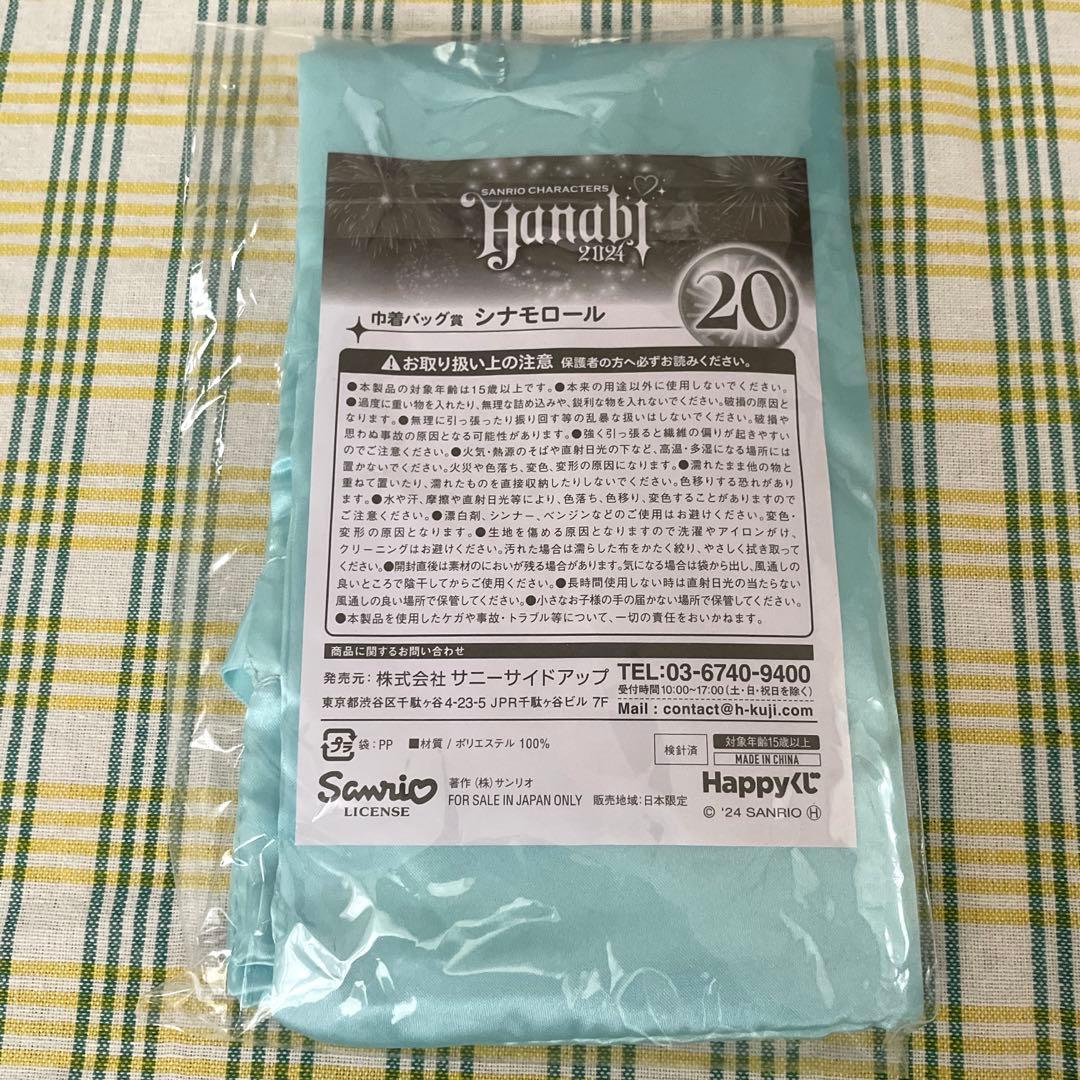 SANRIO CHARACTERS
Hanabi
2024
20
巾着バッグ賞 シナモロール
お取り扱い上の注意 保護者の方へ必ずお読みください。
●本製品の対象年齢は15歳以上です。●本来の用途以外に使用しないでください。
●過度に重い物を入れたり、無理な詰め込みや、鋭利な物を入れないでください。破損の原因と
なります。●無理に引っ張ったり振り回す等の乱暴な扱いはしないでください。破損や
思わぬ事故の原因となる可能性があります。●強く引っ張ると繊維の偏りが起きやすい
のでご注意ください。●火気・熱源のそばや直射日光の下など、高温・多湿になる場所には
置かないでください。火災や色落ち、変色、変形の原因になります。●濡れたまま他の物と
重ねて置いたり、濡れたものを直接収納したりしないでください。色移りする恐れがあり
ます。●水や汗、摩擦や直射日光等により、色落ち、色移り、変色することがありますので
ご注意ください。●漂白剤、シンナー、ベンジンなどのご使用はお避けください。変色・
変形の原因となります。●生地を傷める原因となりますので洗濯やアイロンがけ、
クリーニングはお避けください。汚れた場合は濡らした布をかたく絞り、やさしく拭き取って
ください。●開封直後は素材のにおいが残る場合があります。気になる場合は袋から出し、風通しの
良いところで陰干ししてからご使用ください。●長時間使用しない時は直射日光の当たらない
風通しの良い場所で保管してください。●小さなお子様の手の届かない場所で保管してください。
●本製品を使用したケガや事故・トラブル等について、一切の責任をおいかねます。
商品に関するお問い合わせ
発売元: 株式会社 サニーサイドアップ
東京都渋谷区千駄ヶ谷4-23-5 JPR千駄ヶ谷ビル 7F
TEL:03-6740-9400
受付時間10:00~17:00(土・日・祝日を除く)
Mail : contact@h-kuji.com
プラ 袋:PP ■材質 / ポリエステル 100%
検針済
対象年齢15歳以上
MADE IN CHINA
Sanrio
LICENSE
著作 (株)サンリオ
FOR SALE IN JAPAN ONLY 販売地域:日本限定
Happyくじ
© '24 SANRIO Ⓗ